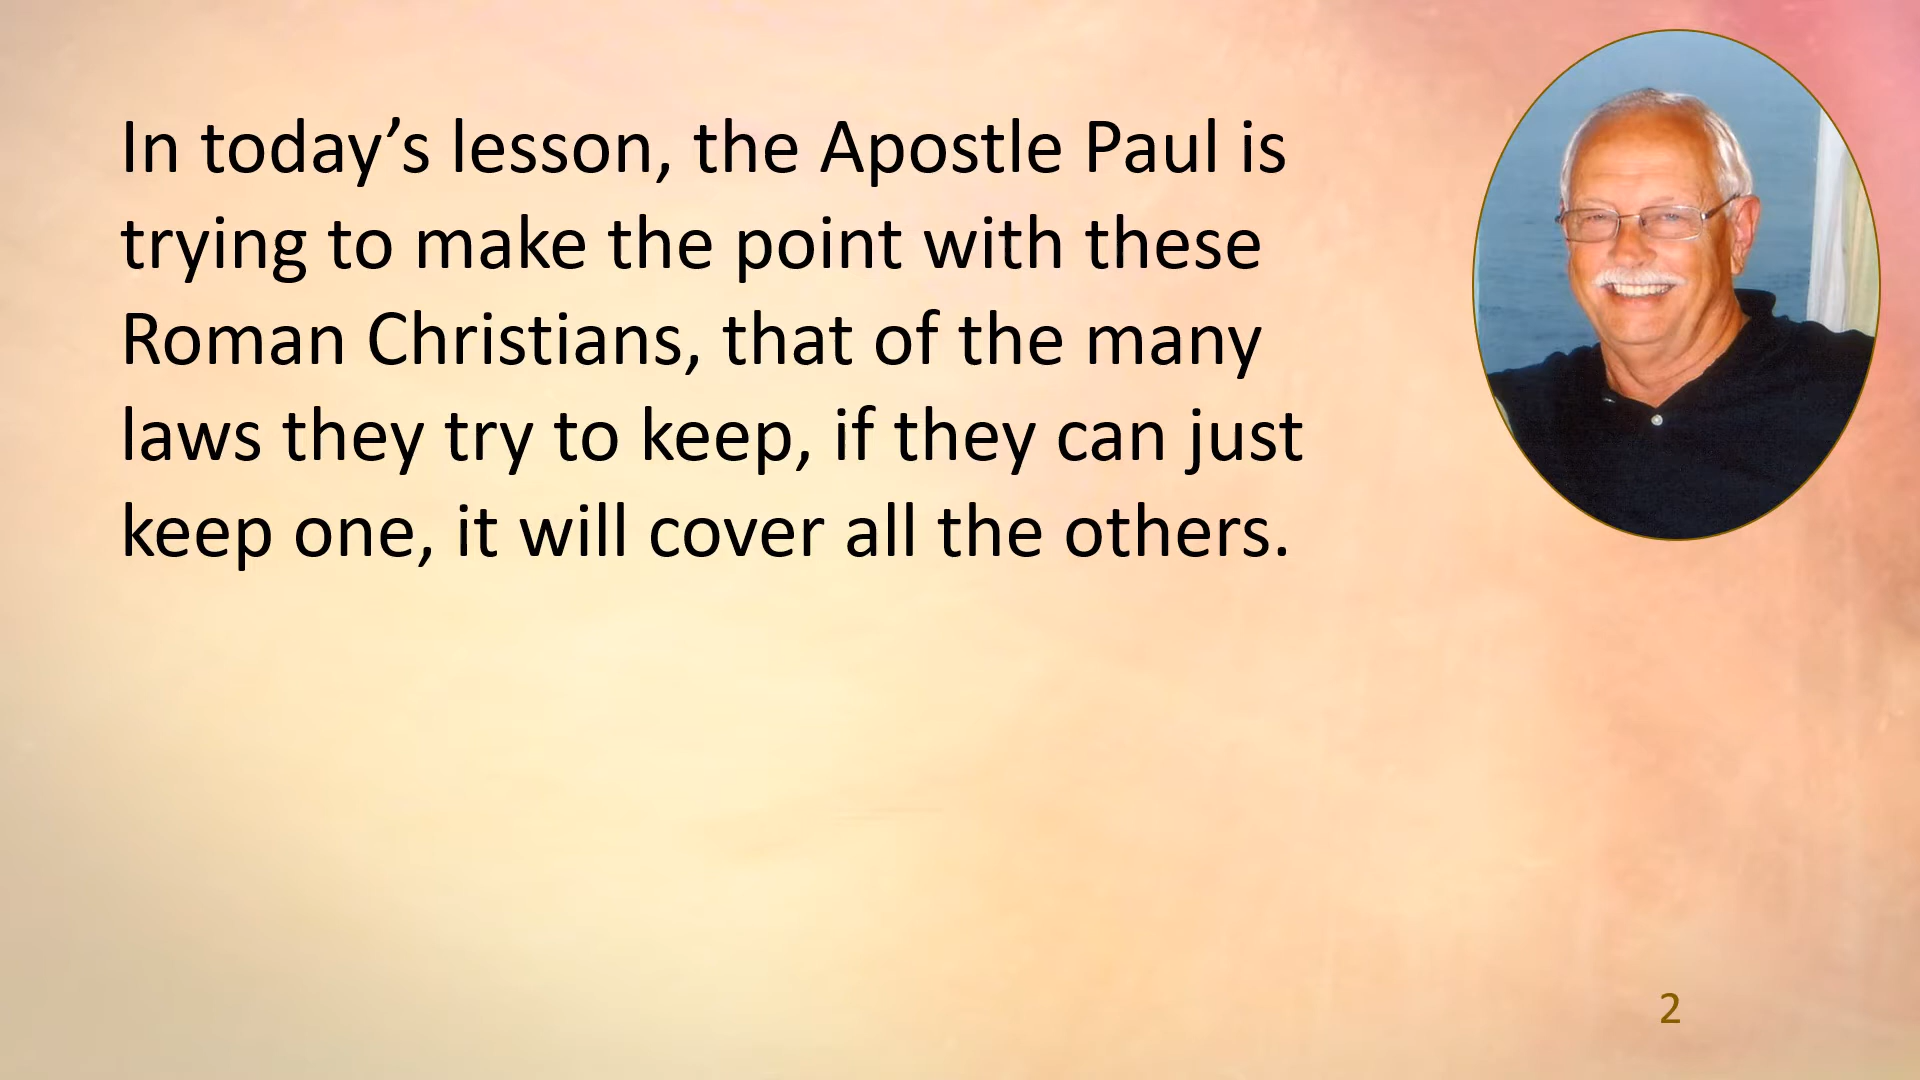 In today’s lesson, the Apostle Paul is
trying to make the point with these
Roman Christians, that of the many
laws they try to keep, if they can just
keep one, it will cover all the others.
2